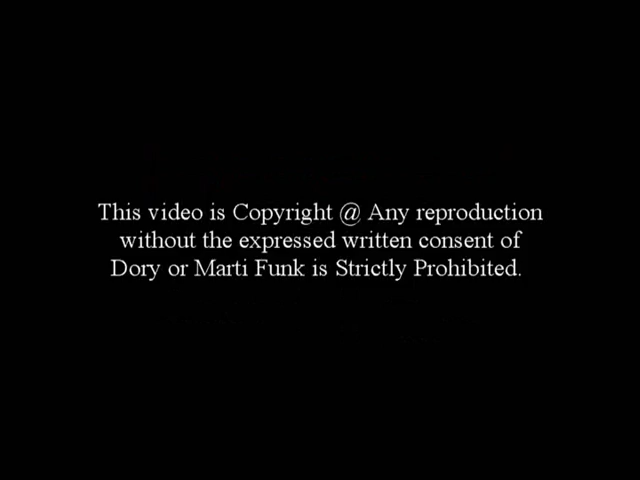 This video is Copyright @ Any reproduction
without the expressed written consent of
Dory or Marti Funk is Strictly Prohibited.